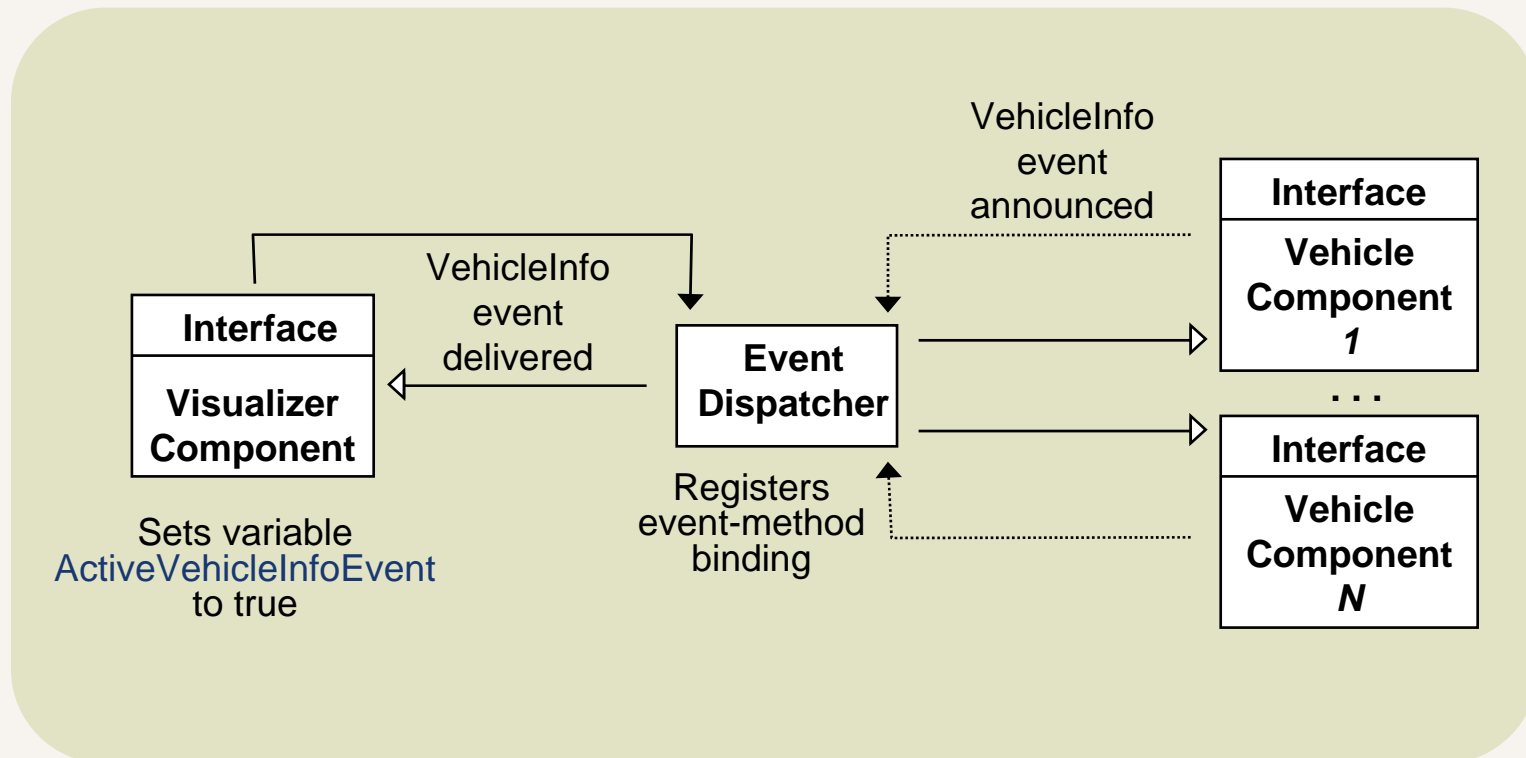 VehicleInfo
event
announced
Interface
Vehicle
Component
1
VehicleInfo
event
delivered
Interface
Visualizer
Component
Event
Dispatcher
. . .
Interface
Vehicle
Component
N
Registers
event-method
binding
Sets variable
ActiveVehicleInfoEvent
to true